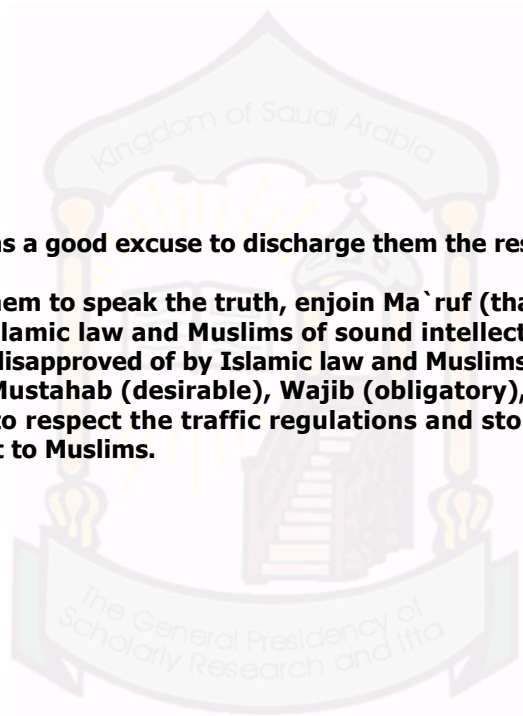 Kingdom of Saudi Arabia
as a good excuse to discharge them the res
hem to speak the truth, enjoin Ma`ruf (tha
lamic law and Muslims of sound intellect
disapproved of by Islamic law and Muslims
Mustahab (desirable), Wajib (obligatory),
to respect the traffic regulations and sto
t to Muslims.
The General Presidency of
Scholarly Research and Ifta